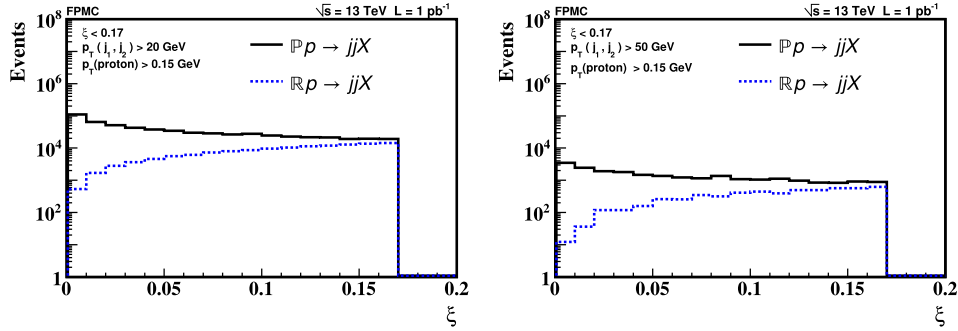 FPMC √s = 13 TeV L = 1 pb⁻¹
ξ < 0.17
p_T (j₁, j₂) > 20 GeV
p_T(proton) > 0.15 GeV
ℙp → jjX
ℝp → jjX
Events
10⁸
10⁶
10⁴
10²
1
0 0.05 0.1 0.15 0.2
ξ
FPMC √s = 13 TeV L = 1 pb⁻¹
ξ < 0.17
p_T (j₁, j₂) > 50 GeV
p_T(proton) > 0.15 GeV
ℙp → jjX
ℝp → jjX
Events
10⁸
10⁶
10⁴
10²
1
0 0.05 0.1 0.15 0.2
ξ